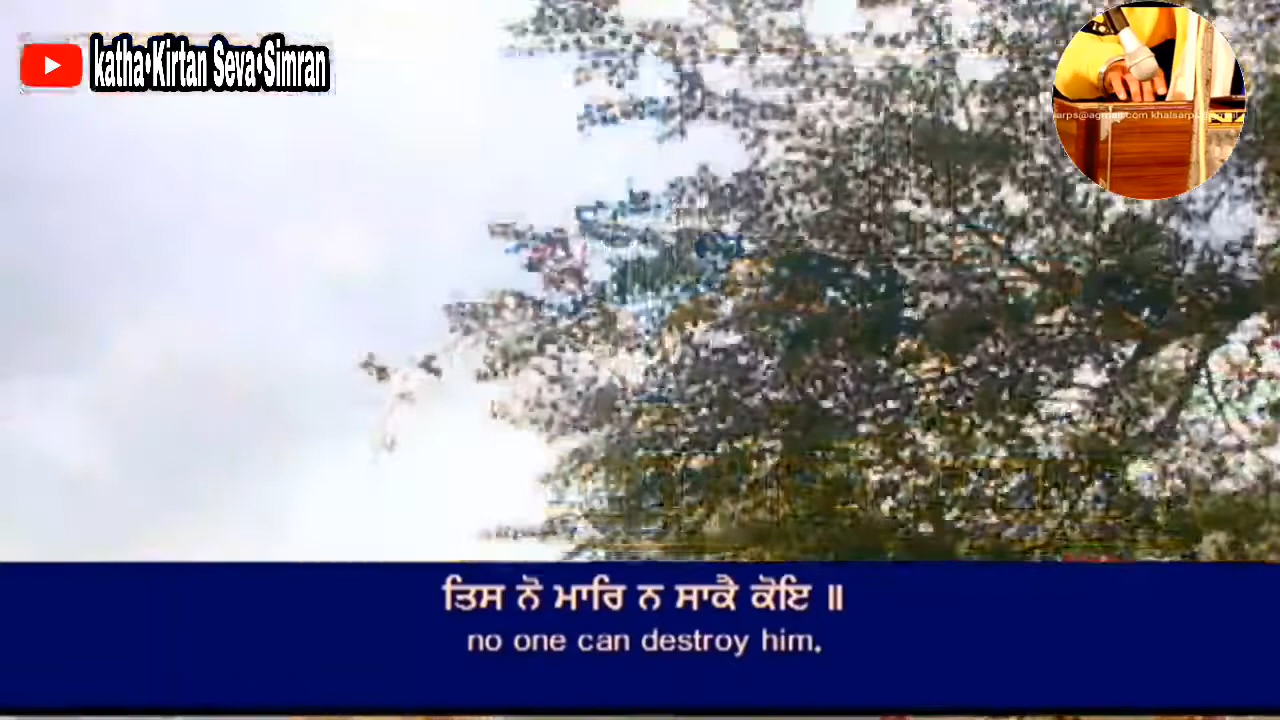 katha•Kirtan Seva•Simran
ਤਿਸ ਨੋ ਮਾਰਿ ਨ ਸਾਕੈ ਕੋਇ ॥
no one can destroy him.